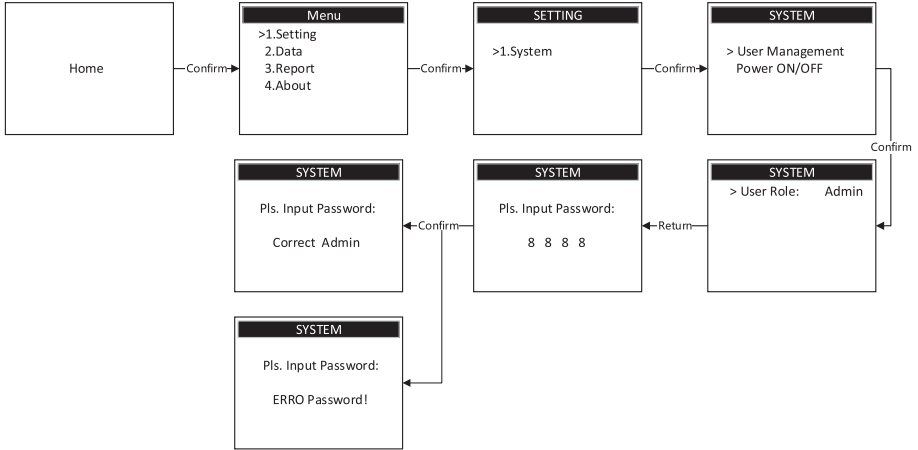 Home
Confirm
Menu
>1.Setting
2.Data
3.Report
4.About
Confirm
SETTING
>1.System
Confirm
SYSTEM
> User Management
Power ON/OFF
Confirm
SYSTEM
> User Role: Admin
Return
SYSTEM
Pls. Input Password:
8 8 8 8
Confirm
SYSTEM
Pls. Input Password:
Correct Admin
SYSTEM
Pls. Input Password:
ERRO Password!